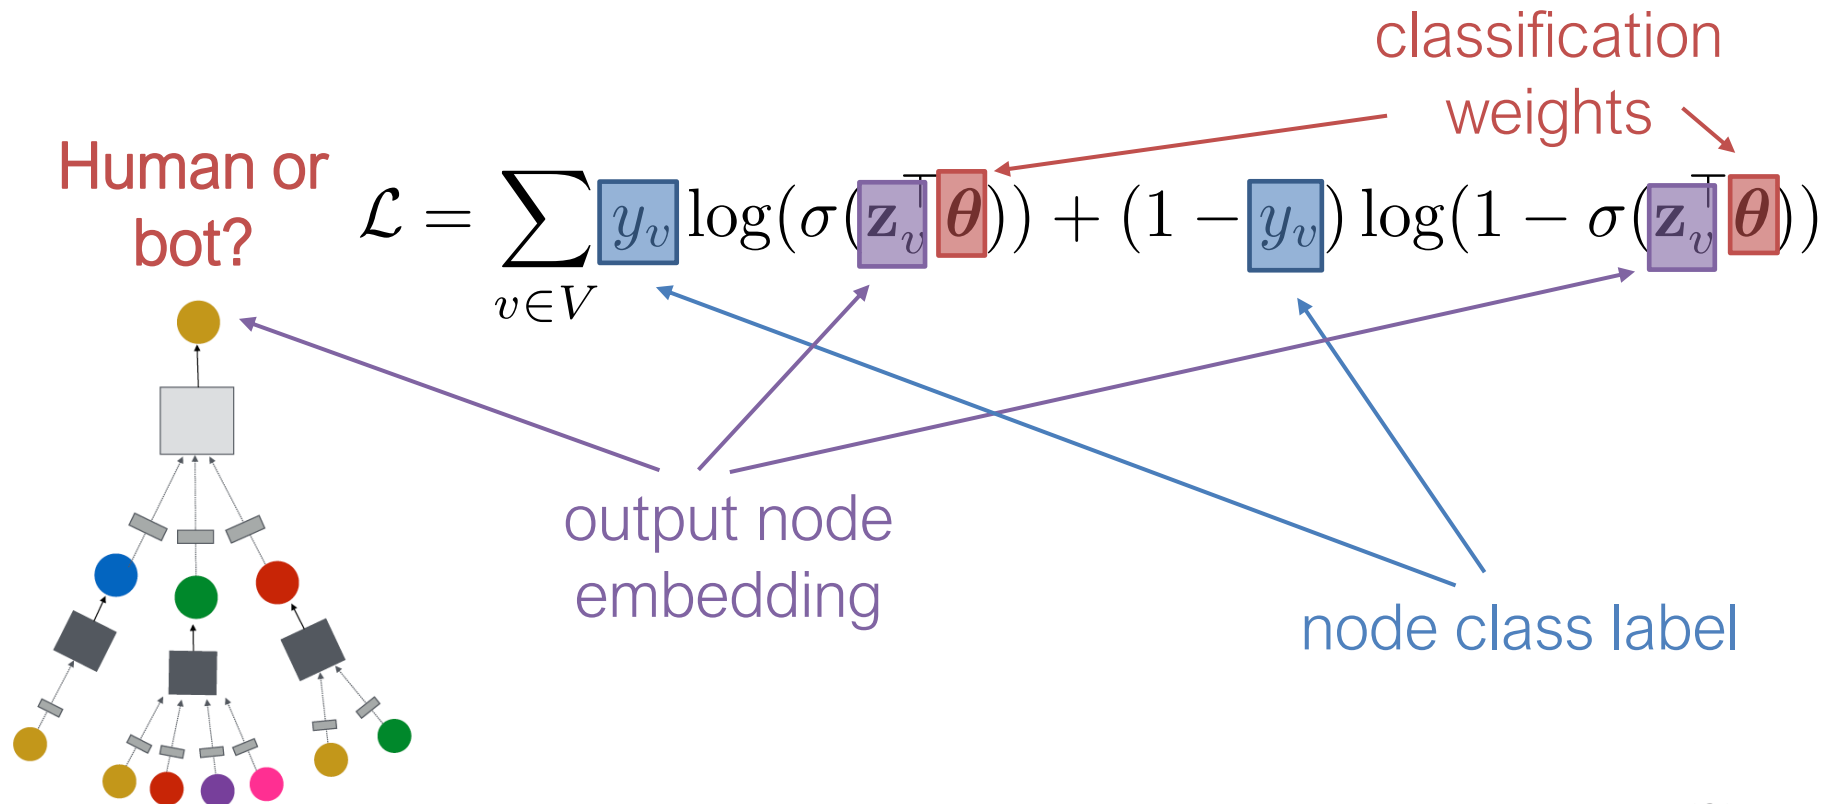 classification
weights
Human or
bot?
ℒ = ∑ y_v log(σ(𝐳_v^⊤ 𝛉)) + (1 − y_v) log(1 − σ(𝐳_v^⊤ 𝛉))
v∈V
output node
embedding
node class label